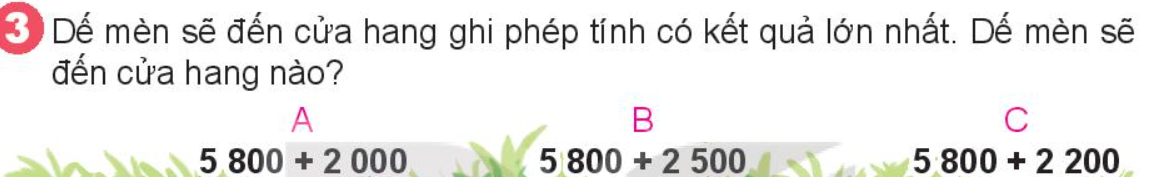 3 Dế mèn sẽ đến cửa hang ghi phép tính có kết quả lớn nhất. Dế mèn sẽ
đến cửa hang nào?
A B C
5 800 + 2 000 5 800 + 2 500 5 800 + 2 200